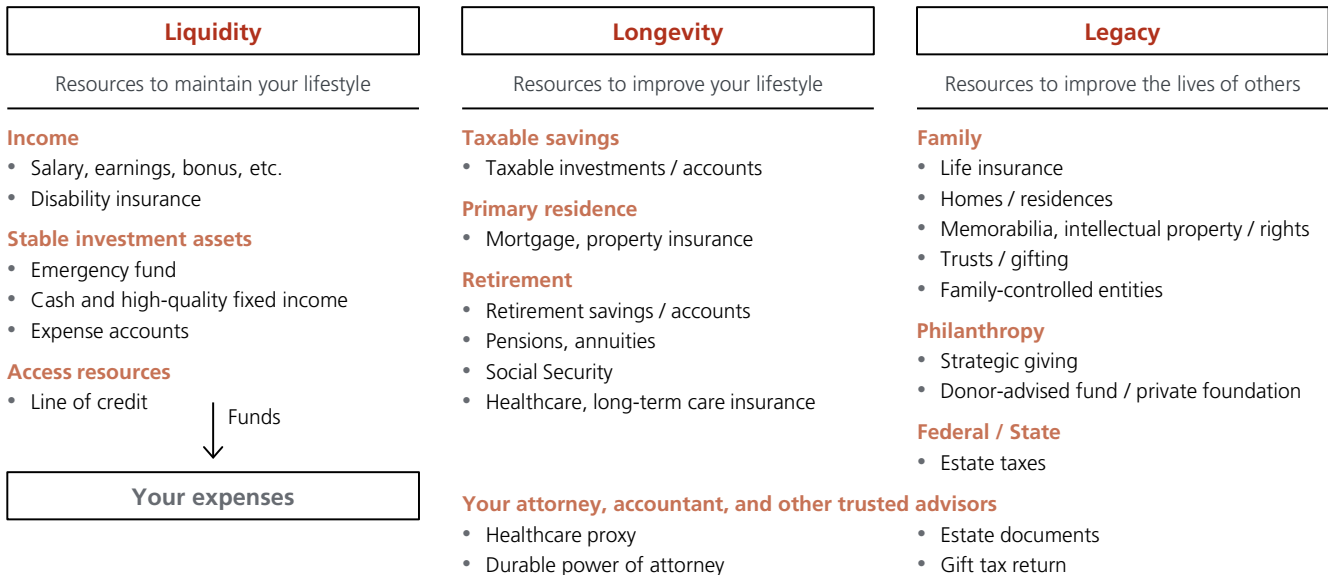 Liquidity
Resources to maintain your lifestyle
Income
• Salary, earnings, bonus, etc.
• Disability insurance
Stable investment assets
• Emergency fund
• Cash and high-quality fixed income
• Expense accounts
Access resources
• Line of credit
Funds
Your expenses
Longevity
Resources to improve your lifestyle
Taxable savings
• Taxable investments / accounts
Primary residence
• Mortgage, property insurance
Retirement
• Retirement savings / accounts
• Pensions, annuities
• Social Security
• Healthcare, long-term care insurance
Legacy
Resources to improve the lives of others
Family
• Life insurance
• Homes / residences
• Memorabilia, intellectual property / rights
• Trusts / gifting
• Family-controlled entities
Philanthropy
• Strategic giving
• Donor-advised fund / private foundation
Federal / State
• Estate taxes
Your attorney, accountant, and other trusted advisors
• Healthcare proxy
• Durable power of attorney
• Estate documents
• Gift tax return